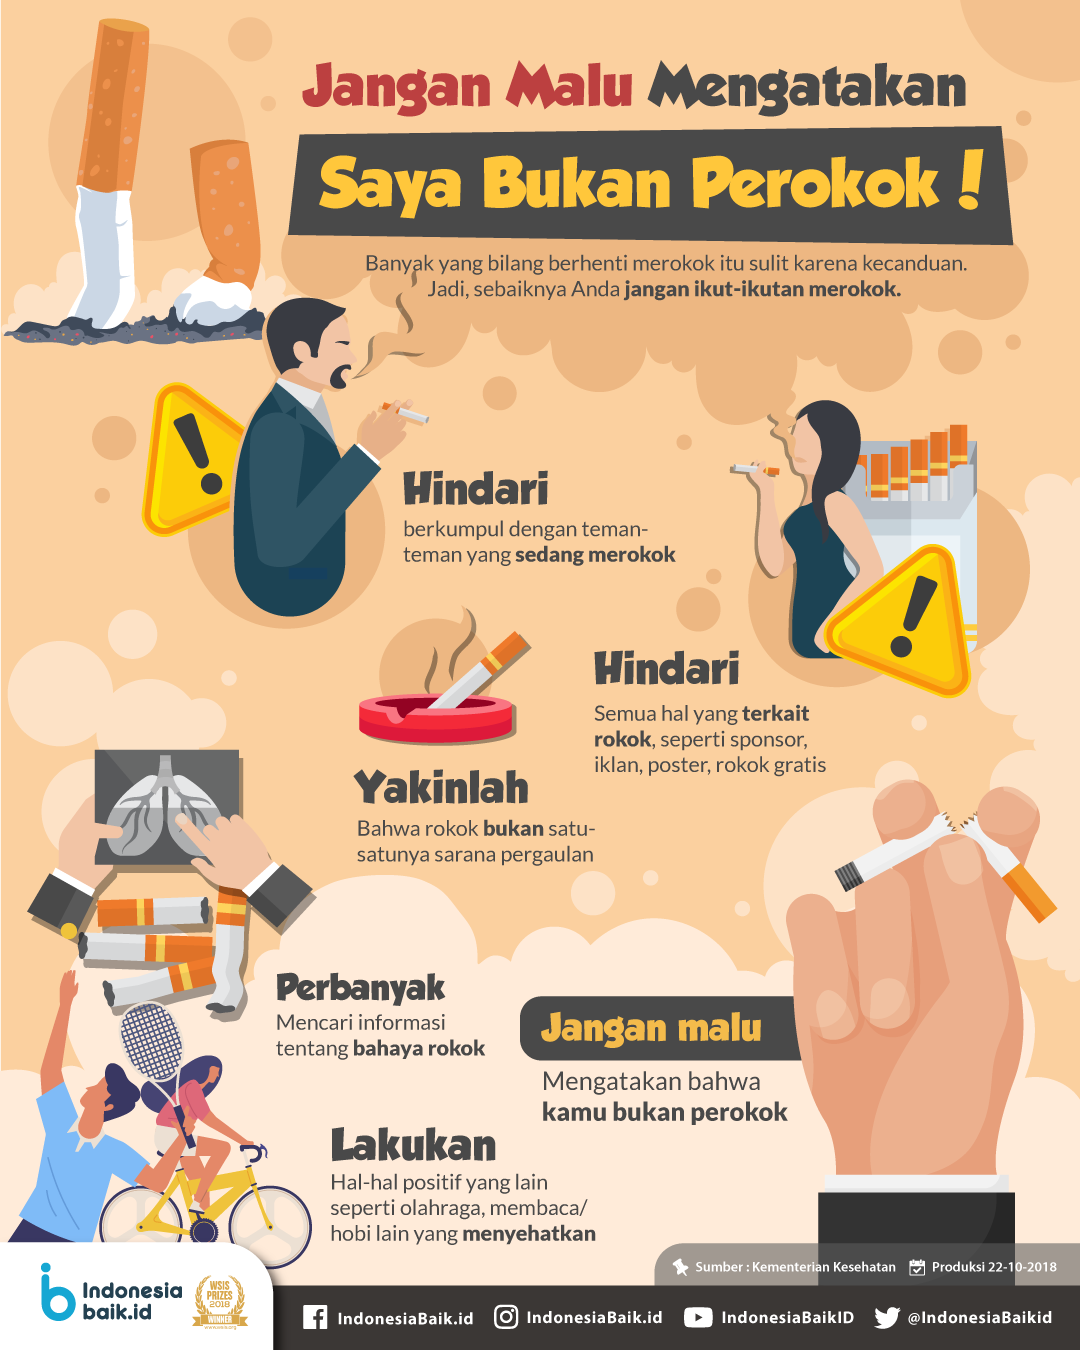 Jangan Malu Mengatakan
Saya Bukan Perokok !
Banyak yang bilang berhenti merokok itu sulit karena kecanduan.
Jadi, sebaiknya Anda jangan ikut-ikutan merokok.
Hindari
berkumpul dengan teman-
teman yang sedang merokok
Hindari
Semua hal yang terkait
rokok, seperti sponsor,
iklan, poster, rokok gratis
Yakinlah
Bahwa rokok bukan satu-
satunya sarana pergaulan
Perbanyak
Mencari informasi
tentang bahaya rokok
Jangan malu
Mengatakan bahwa
kamu bukan perokok
Lakukan
Hal-hal positif yang lain
seperti olahraga, membaca/
hobi lain yang menyehatkan
Sumber : Kementerian Kesehatan
Produksi 22-10-2018
Indonesia
baik.id
WSIS
PRIZES
2018
WINNER
www.wsis.org
IndonesiaBaik.id
IndonesiaBaik.id
IndonesiaBaikID
@IndonesiaBaikid